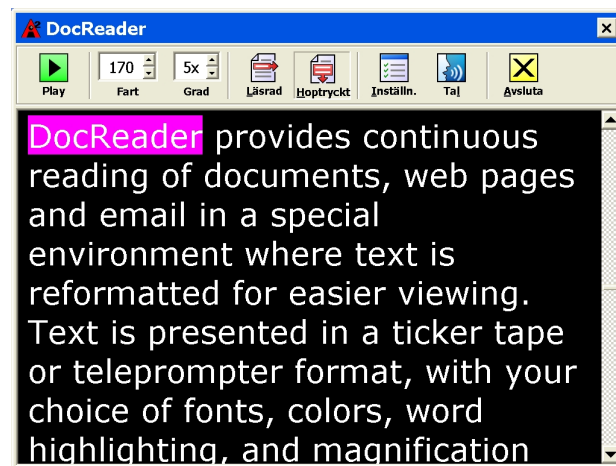 DocReader
170 5x
Play Fart Grad Läsrad Hoptryckt Inställn. Tal Avsluta
DocReader provides continuous
reading of documents, web pages
and email in a special
environment where text is
reformatted for easier viewing.
Text is presented in a ticker tape
or teleprompter format, with your
choice of fonts, colors, word
highlighting, and magnification